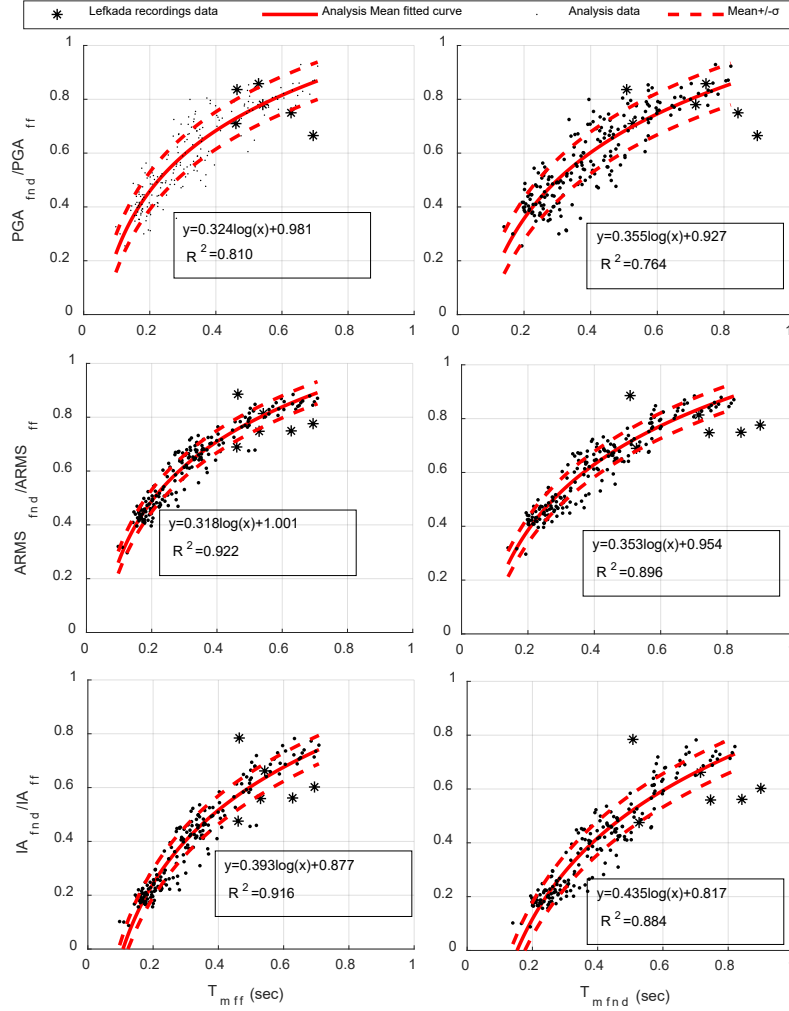 Lefkada recordings data Analysis Mean fitted curve Analysis data Mean+/-σ
1
0.8
0.6
0.4
0.2
0
0 0.2 0.4 0.6 0.8 1
PGA fnd /PGA ff
y=0.324log(x)+0.981
R 2 =0.810
1
0.8
0.6
0.4
0.2
0
0 0.2 0.4 0.6 0.8 1
y=0.355log(x)+0.927
R 2 =0.764
1
0.8
0.6
0.4
0.2
0
0 0.2 0.4 0.6 0.8 1
ARMS fnd /ARMS ff
y=0.318log(x)+1.001
R 2 =0.922
1
0.8
0.6
0.4
0.2
0
0 0.2 0.4 0.6 0.8
y=0.353log(x)+0.954
R 2 =0.896
1
0.8
0.6
0.4
0.2
0
0 0.2 0.4 0.6 0.8 1
IA fnd /IA ff
y=0.393log(x)+0.877
R 2 =0.916
T m ff (sec)
1
0.8
0.6
0.4
0.2
0
0 0.2 0.4 0.6 0.8
y=0.435log(x)+0.817
R 2 =0.884
T m fnd (sec)